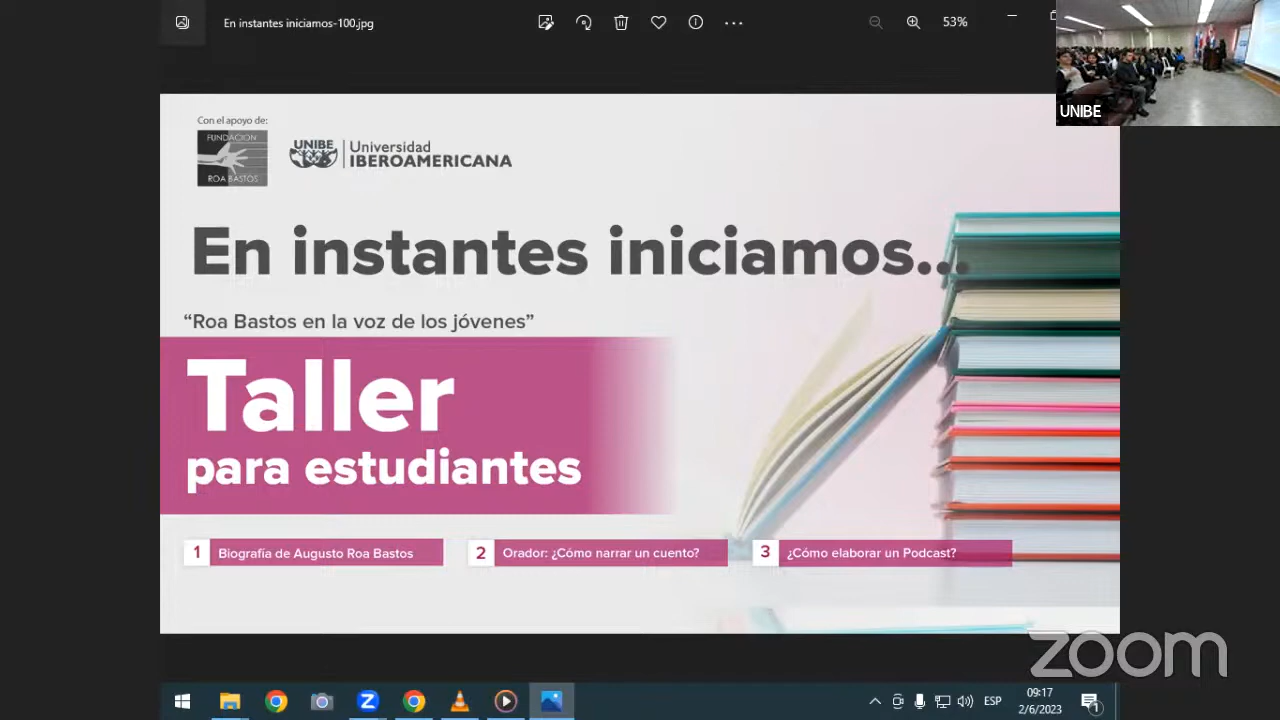 En instantes iniciamos-100.jpg
53%
UNIBE
Con el apoyo de:
FUNDACIÓN
ROA BASTOS
UNIBE
Universidad
IBEROAMERICANA
En instantes iniciamos...
“Roa Bastos en la voz de los jóvenes”
Taller
para estudiantes
1 Biografía de Augusto Roa Bastos
2 Orador: ¿Cómo narrar un cuento?
3 ¿Cómo elaborar un Podcast?
zoom
ESP
09:17
2/6/2023
1